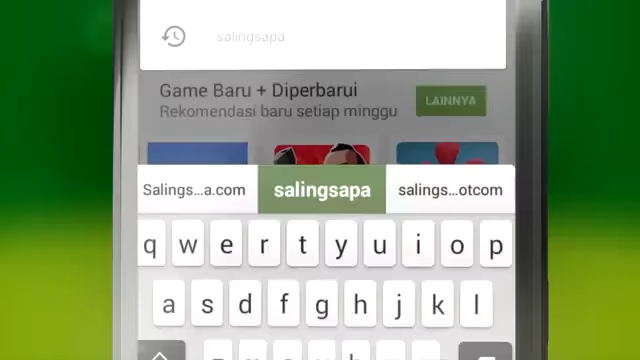 salingsapa
Game Baru + Diperbarui
Rekomendasi baru setiap minggu
LAINNYA
Salings...a.com salingsapa salings...otcom
q w e r t y u i o p
a s d f g h j k l